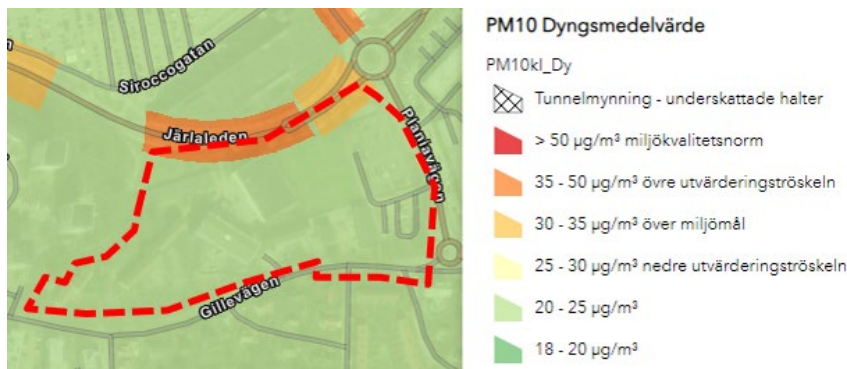 Siroccogatan
Järlaleden
Planiavägen
Gillevägen
PM10 Dyngsmedelvärde
PM10kl_Dy
Tunnelmynning - underskattade halter
> 50 µg/m³ miljökvalitetsnorm
35 - 50 µg/m³ övre utvärderingströskeln
30 - 35 µg/m³ över miljömål
25 - 30 µg/m³ nedre utvärderingströskeln
20 - 25 µg/m³
18 - 20 µg/m³